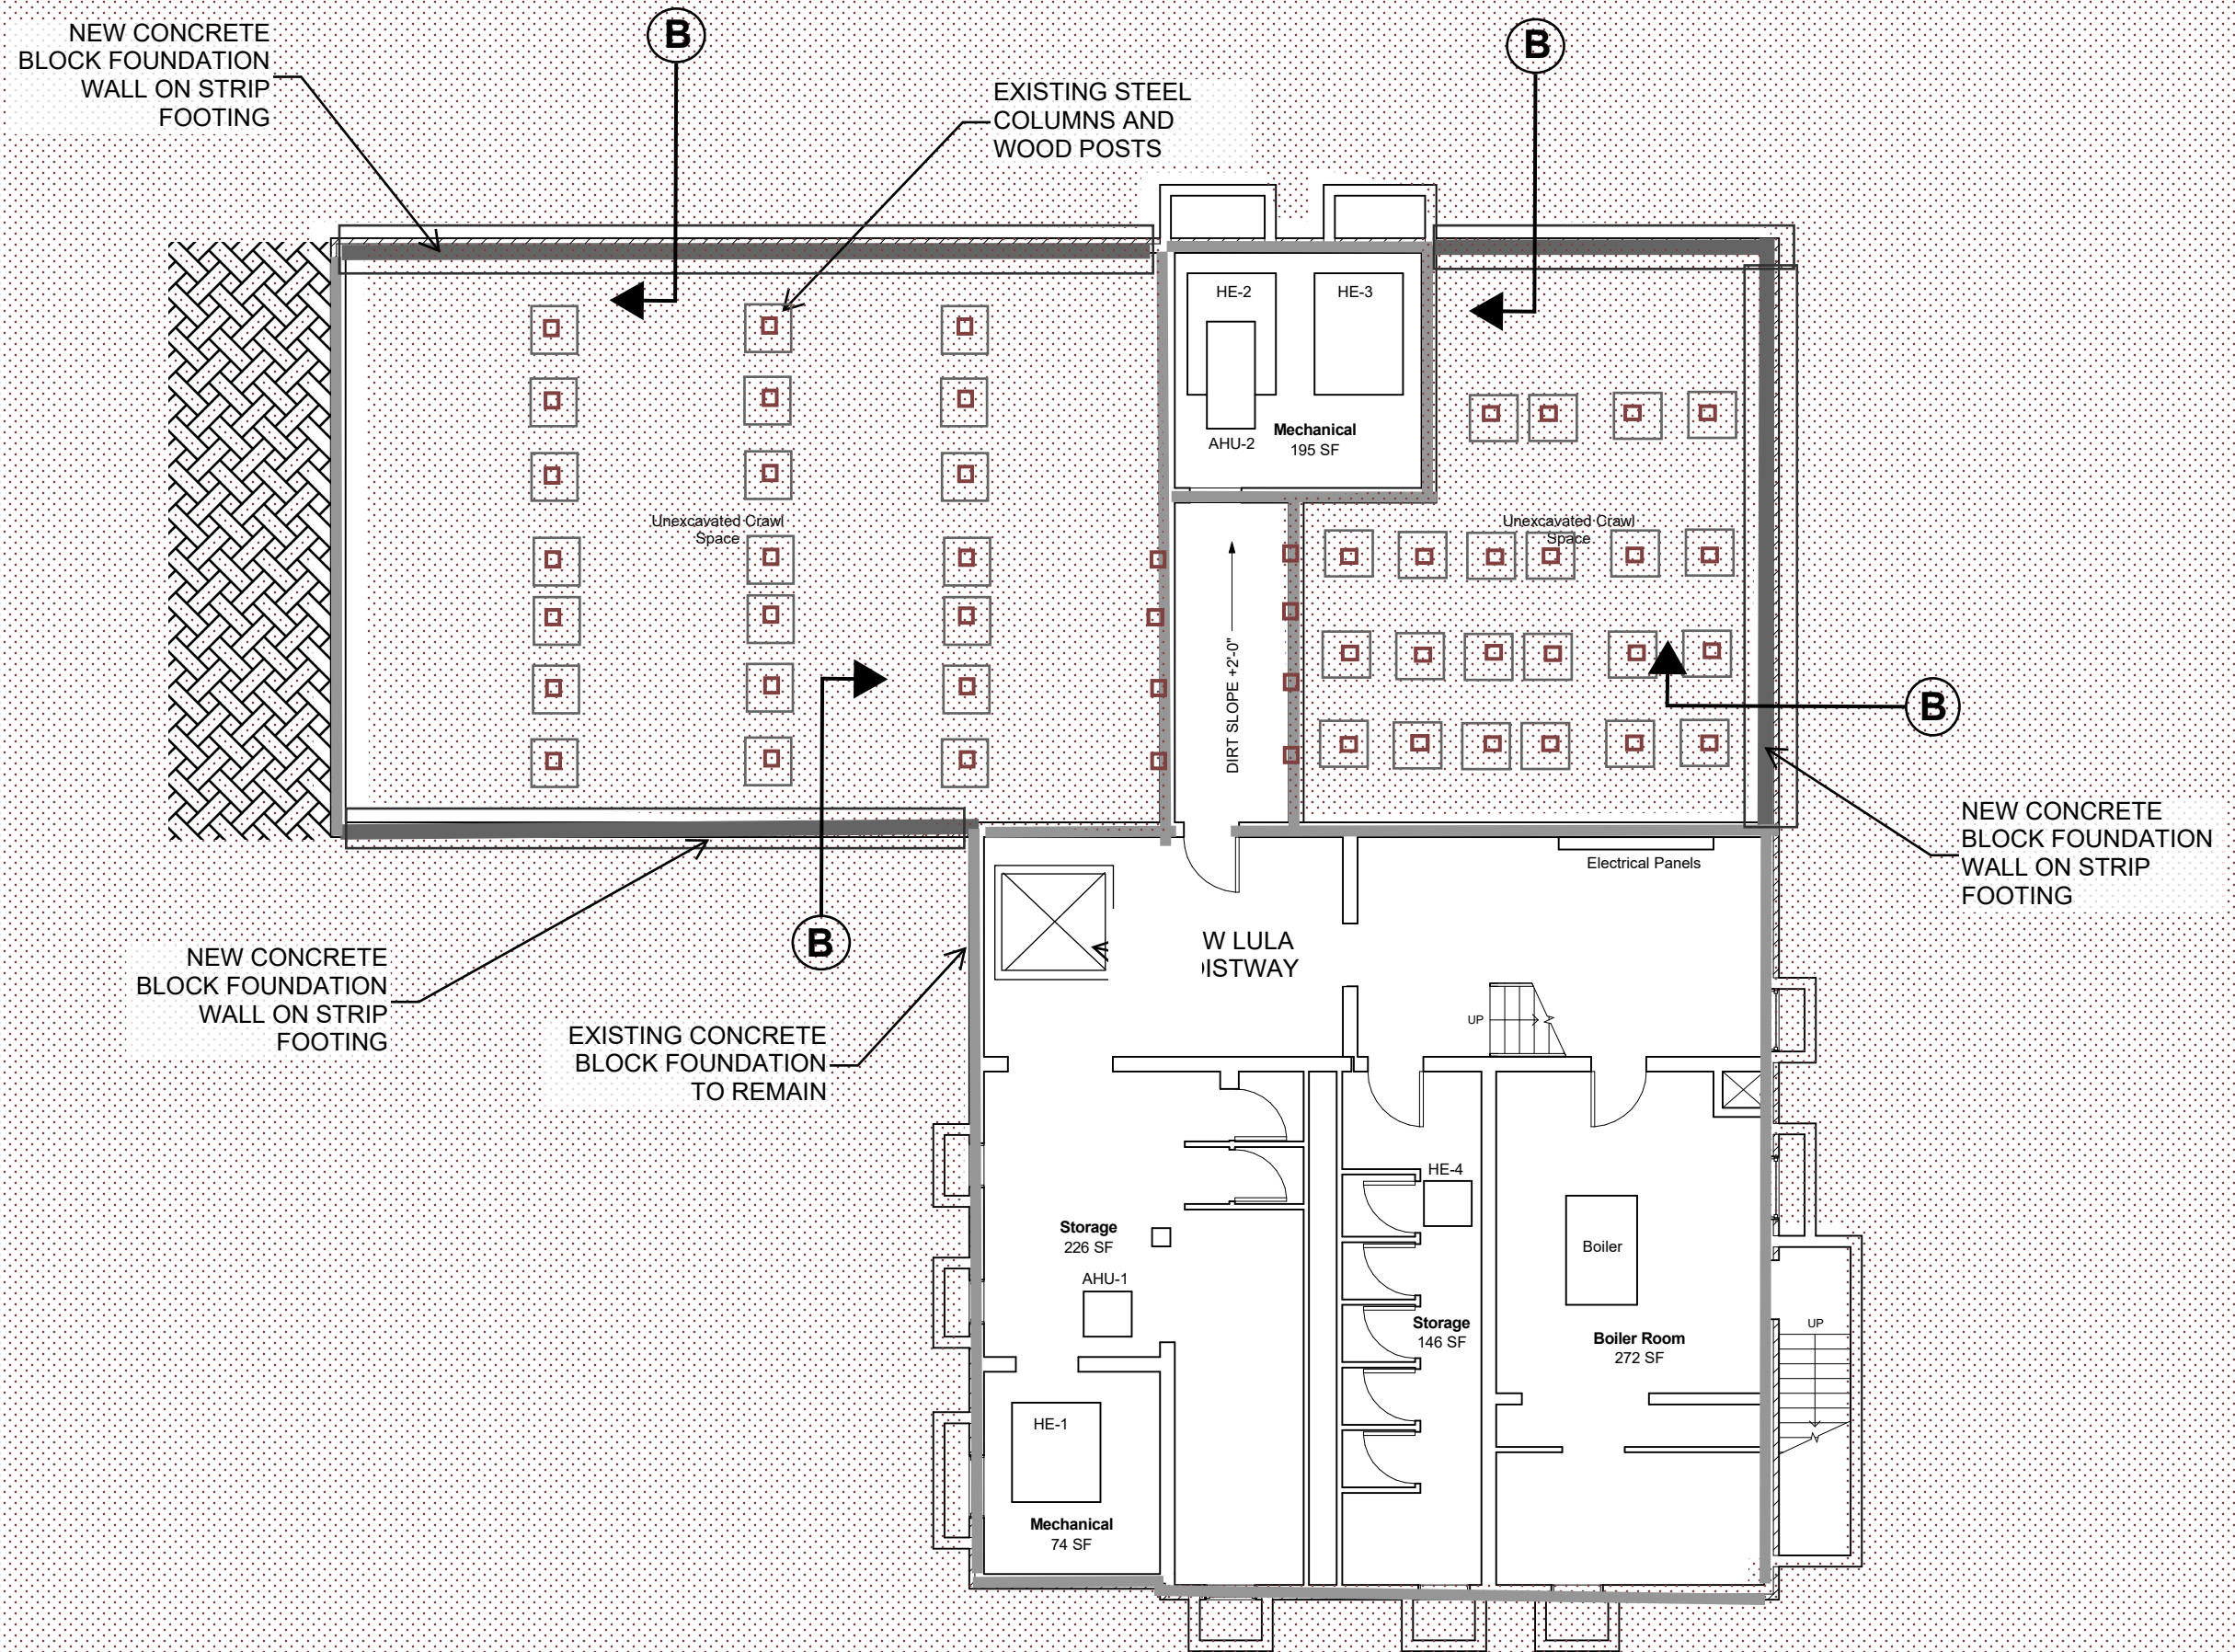 NEW CONCRETE
BLOCK FOUNDATION
WALL ON STRIP
FOOTING
B
B
EXISTING STEEL
COLUMNS AND
WOOD POSTS
HE-2
HE-3
AHU-2
Mechanical
195 SF
Unexcavated Crawl
Space
Unexcavated Crawl
Space
DIRT SLOPE +2'-0"
B
NEW CONCRETE
BLOCK FOUNDATION
WALL ON STRIP
FOOTING
Electrical Panels
B
W LULA
ISTWAY
NEW CONCRETE
BLOCK FOUNDATION
WALL ON STRIP
FOOTING
EXISTING CONCRETE
BLOCK FOUNDATION
TO REMAIN
UP
HE-4
Storage
226 SF
AHU-1
Boiler
Storage
146 SF
Boiler Room
272 SF
UP
HE-1
Mechanical
74 SF